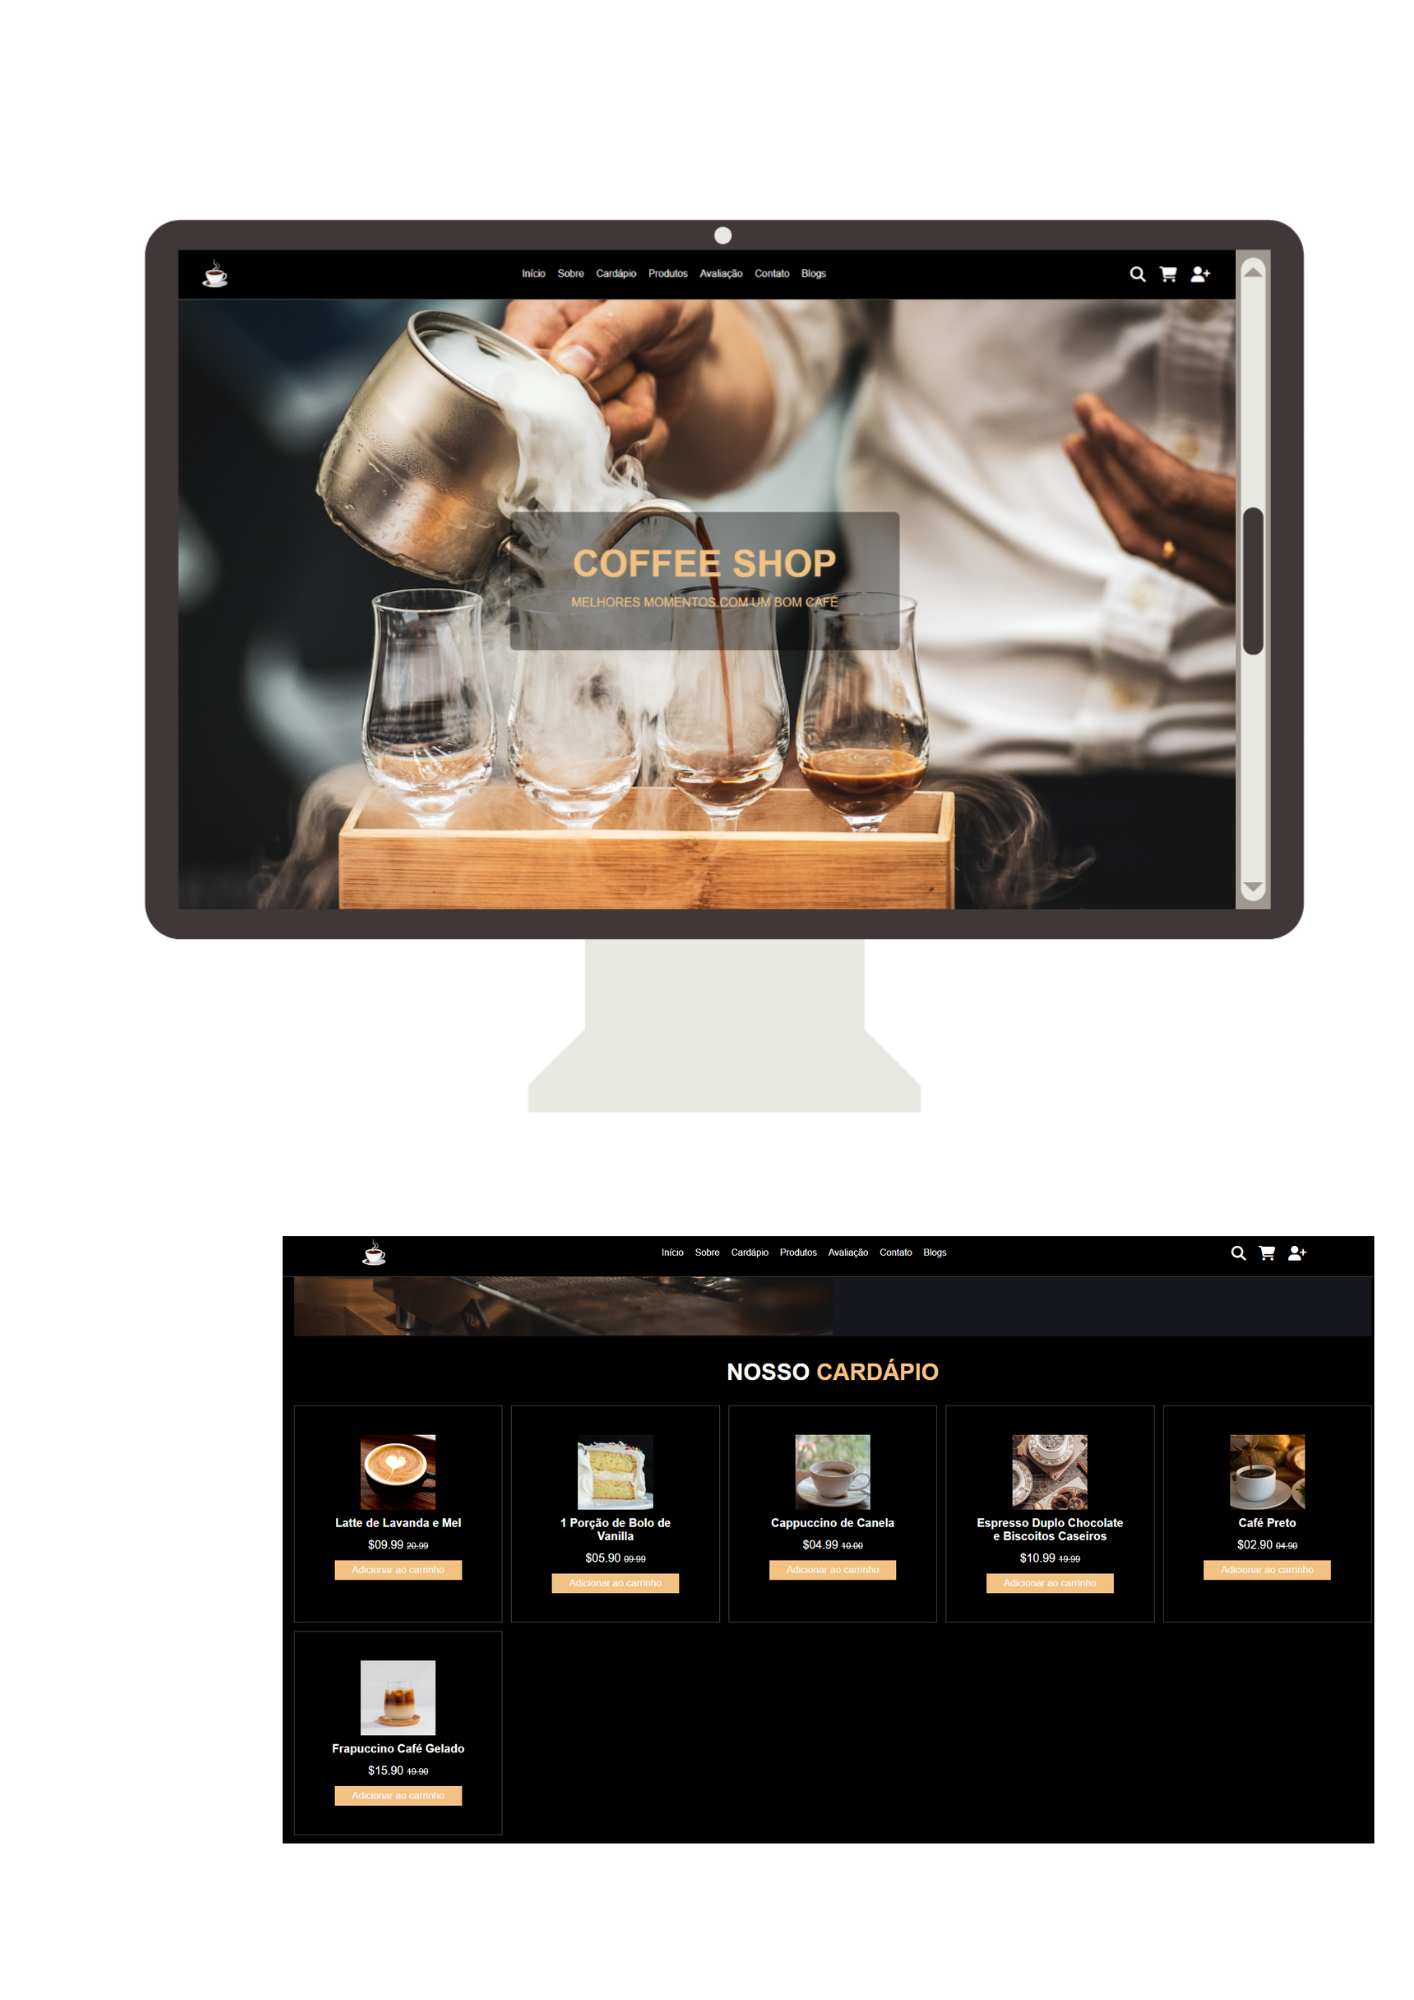 Início Sobre Cardápio Produtos Avaliação Contato Blogs
COFFEE SHOP
MELHORES MOMENTOS COM UM BOM CAFÉ
Início Sobre Cardápio Produtos Avaliação Contato Blogs
NOSSO CARDÁPIO
Latte de Lavanda e Mel
$09.99 20.99
Adicionar ao carrinho
1 Porção de Bolo de
Vanilla
$05.90 09.99
Adicionar ao carrinho
Cappuccino de Canela
$04.99 10.00
Adicionar ao carrinho
Espresso Duplo Chocolate
e Biscoitos Caseiros
$10.99 19.99
Adicionar ao carrinho
Café Preto
$02.90 04.90
Adicionar ao carrinho
Frapuccino Café Gelado
$15.90 19.90
Adicionar ao carrinho